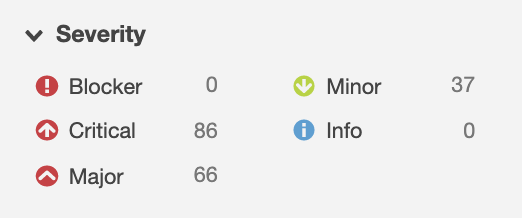 Severity
Blocker 0 Minor 37
Critical 86 Info 0
Major 66